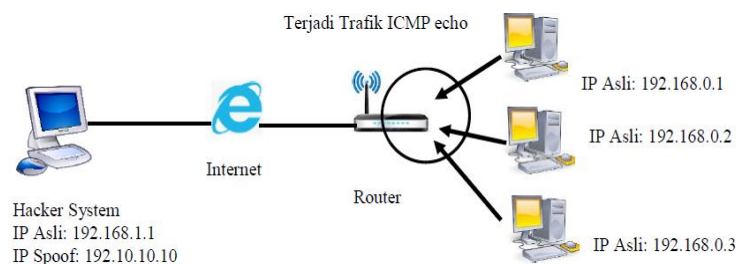 Terjadi Trafik ICMP echo
IP Asli: 192.168.0.1
IP Asli: 192.168.0.2
Internet
Router
Hacker System
IP Asli: 192.168.1.1
IP Spoof: 192.10.10.10
IP Asli: 192.168.0.3